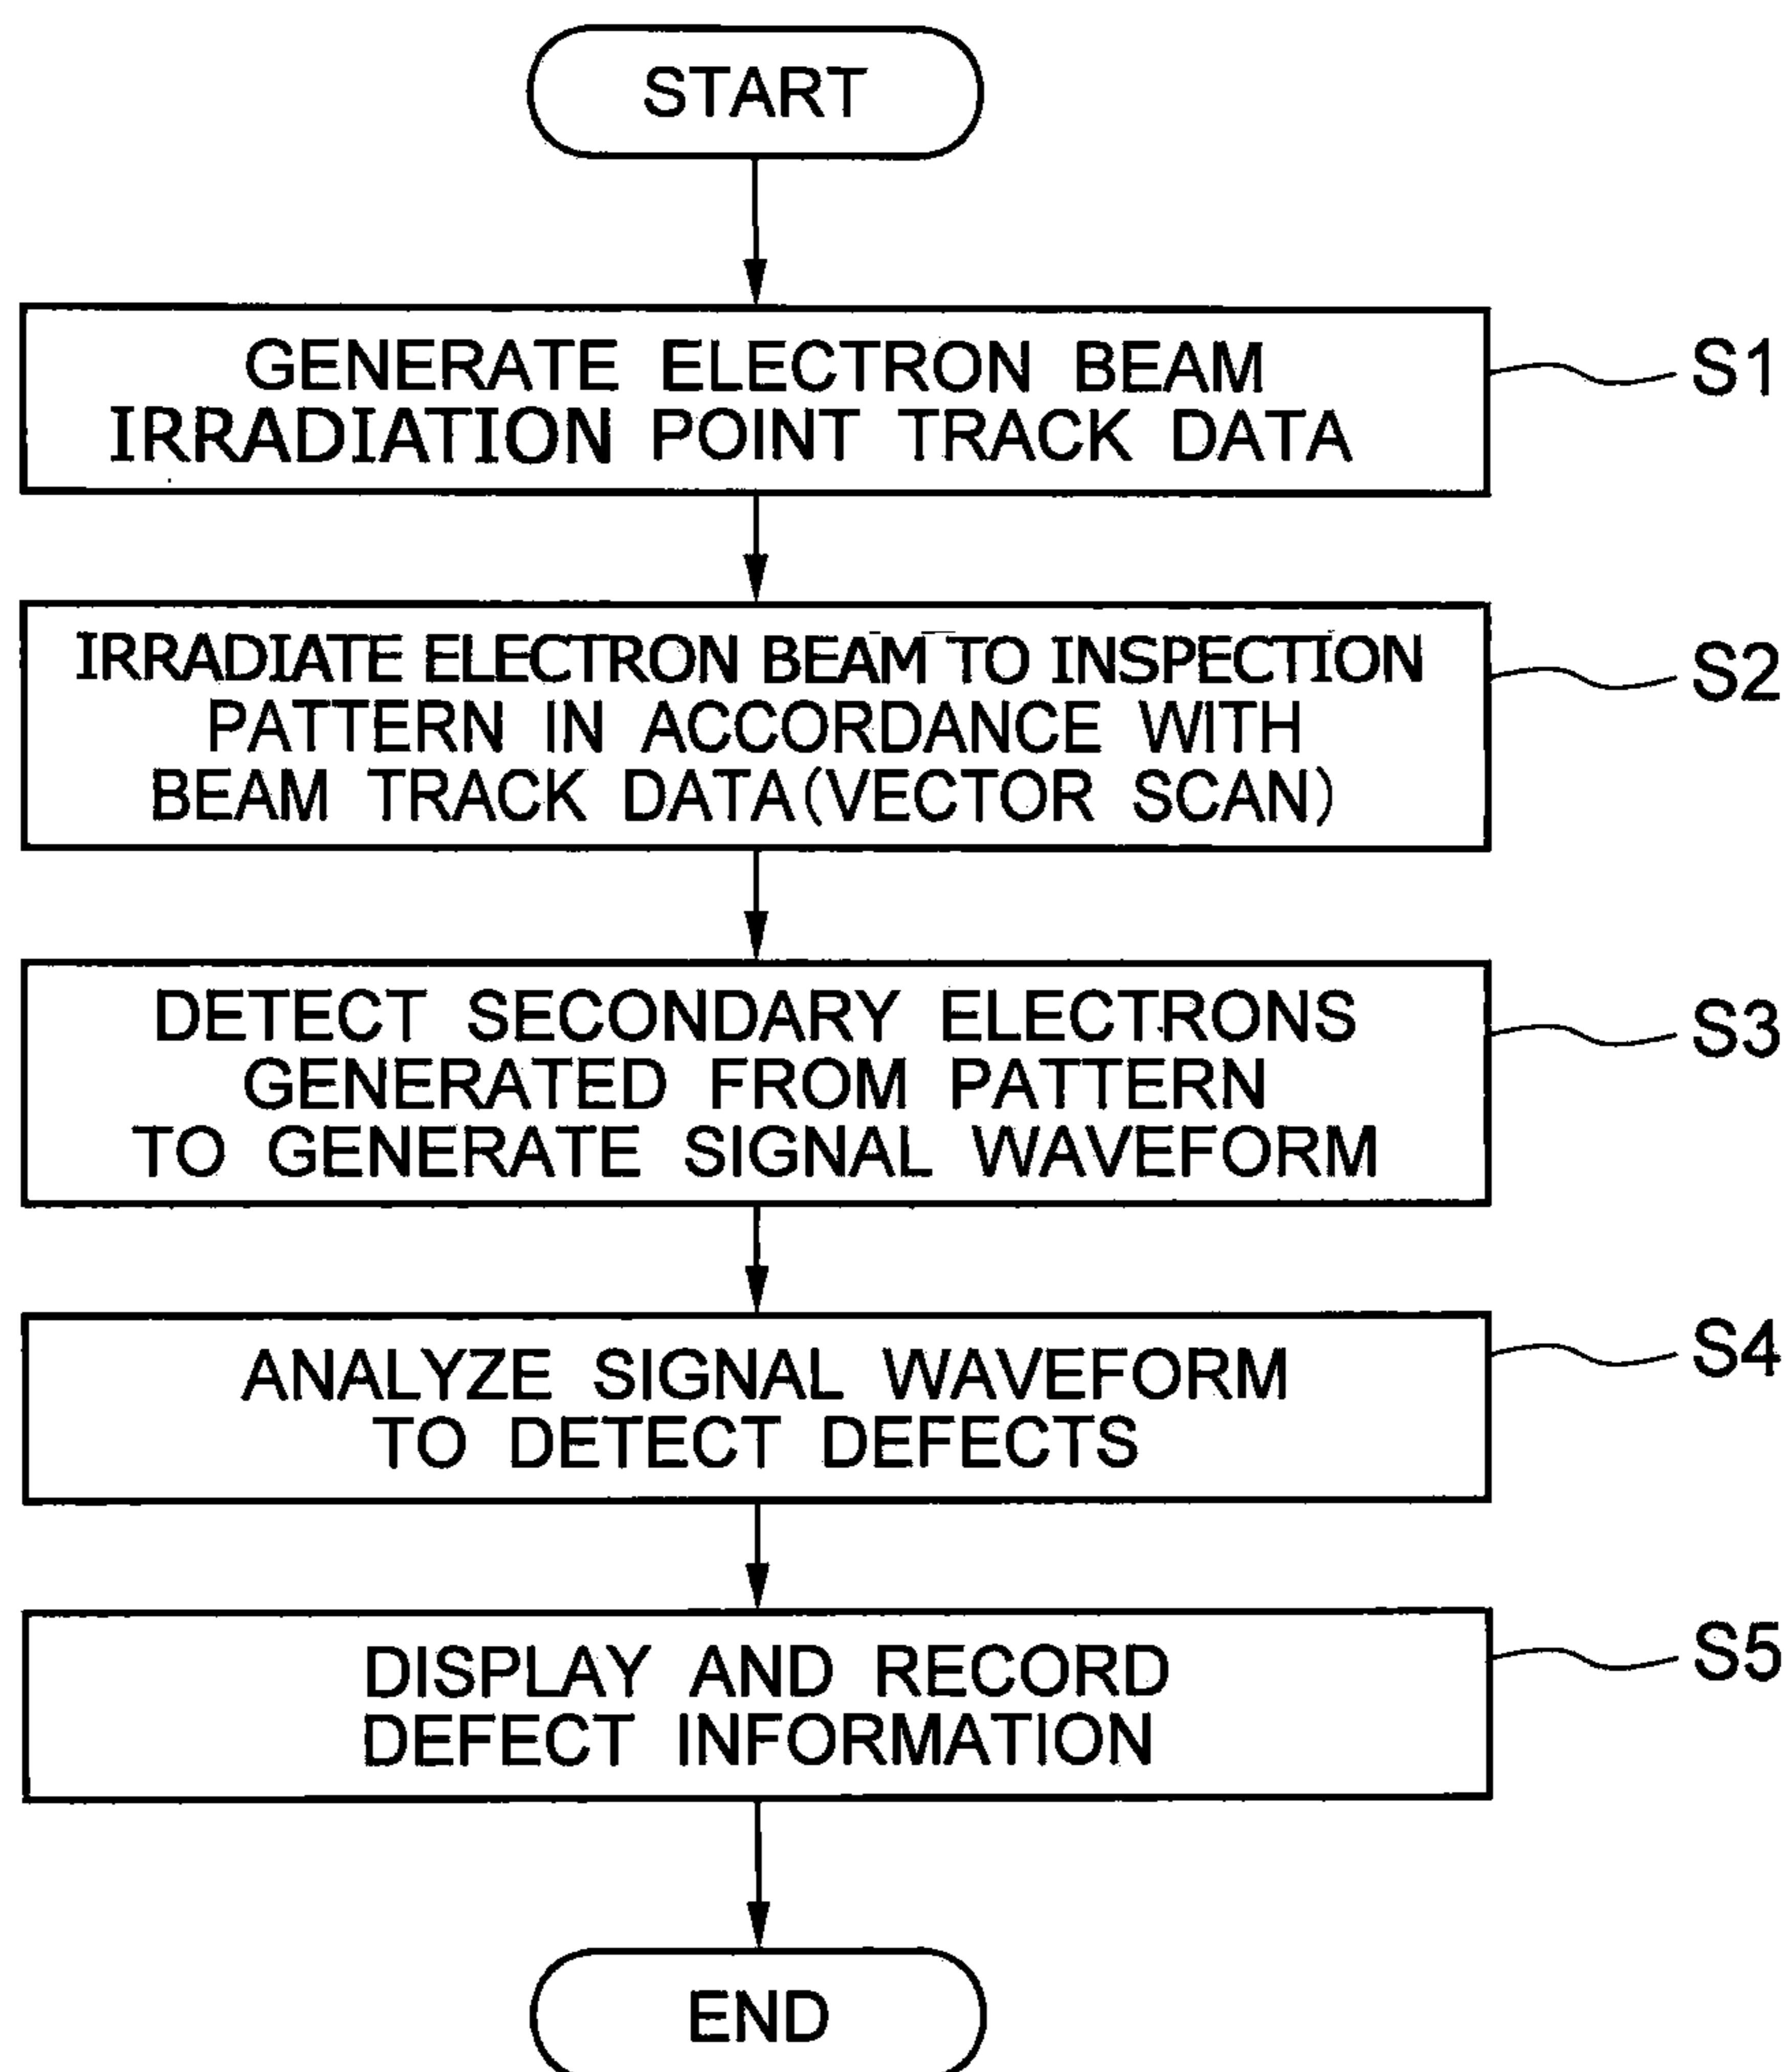 START
GENERATE ELECTRON BEAM
IRRADIATION POINT TRACK DATA
S1
IRRADIATE ELECTRON BEAM TO INSPECTION
PATTERN IN ACCORDANCE WITH
BEAM TRACK DATA(VECTOR SCAN)
S2
DETECT SECONDARY ELECTRONS
GENERATED FROM PATTERN
TO GENERATE SIGNAL WAVEFORM
S3
ANALYZE SIGNAL WAVEFORM
TO DETECT DEFECTS
S4
DISPLAY AND RECORD
DEFECT INFORMATION
S5
END